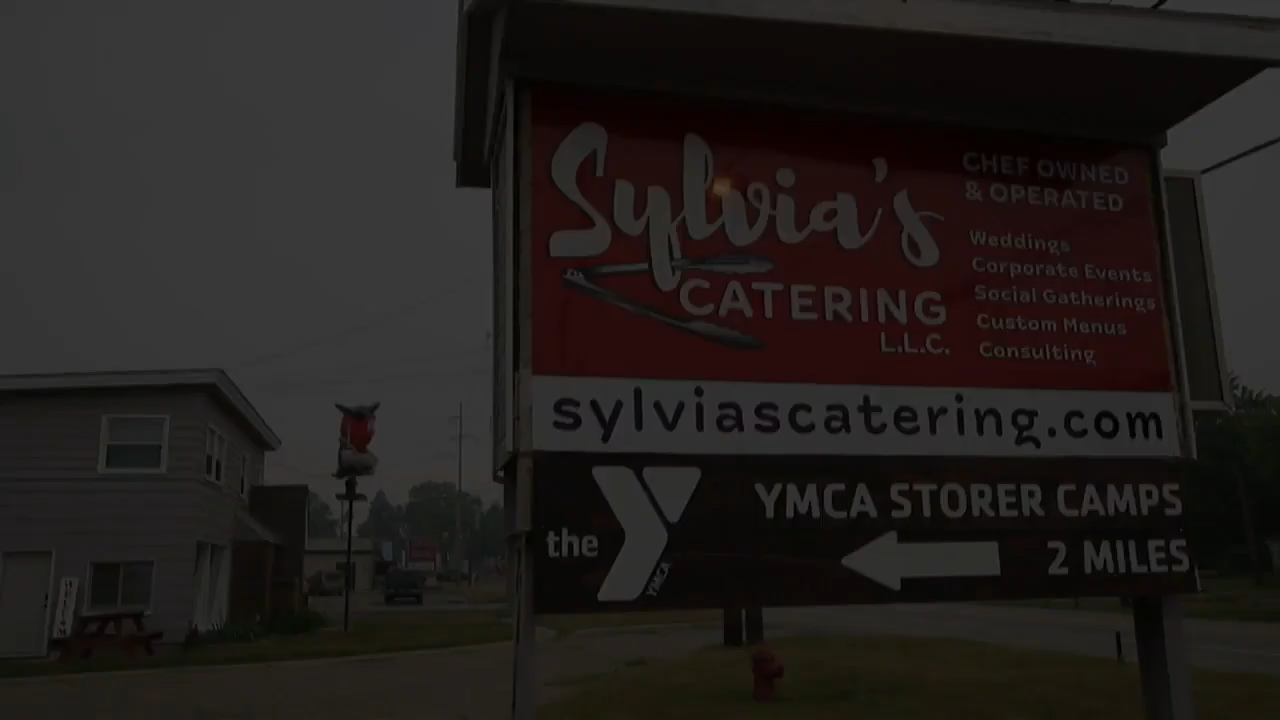 Sylvia's
CATERING
L.L.C.
CHEF OWNED
& OPERATED
Weddings
Corporate Events
Social Gatherings
Custom Menus
Consulting
sylviascatering.com
the
YMCA
YMCA STORER CAMPS
2 MILES